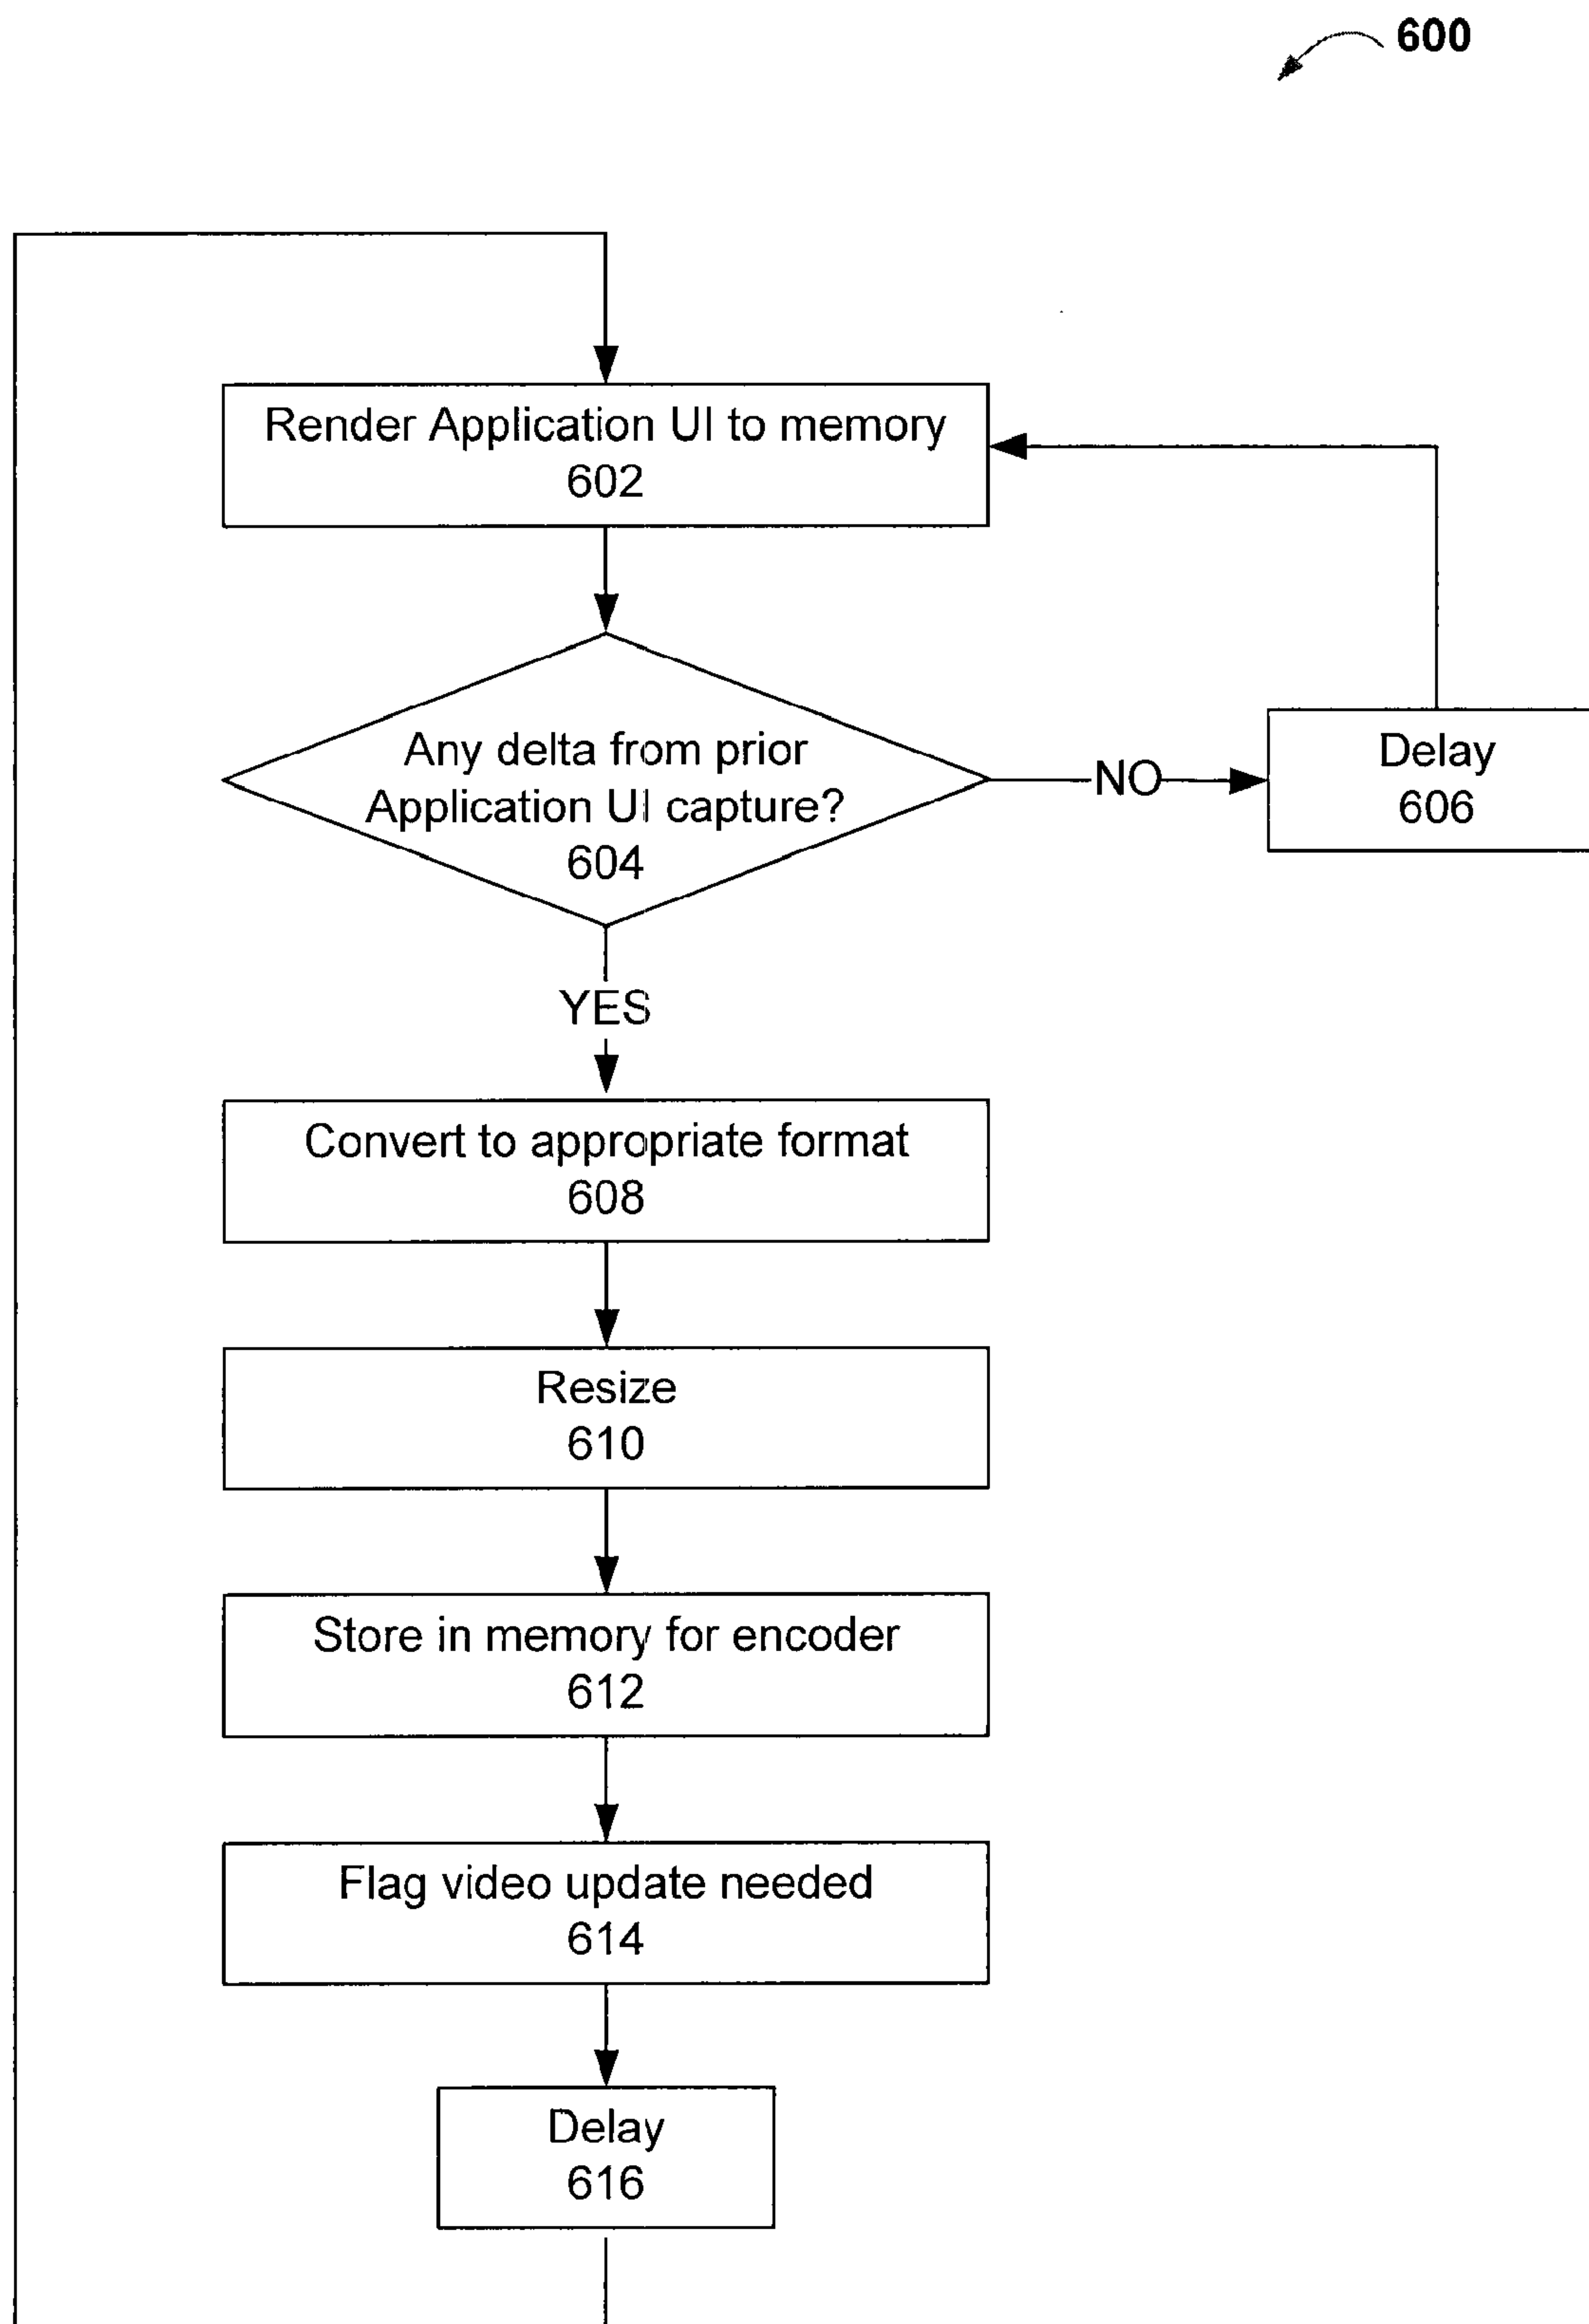 600
Render Application UI to memory
602
Any delta from prior
Application UI capture?
604
NO
Delay
606
YES
Convert to appropriate format
608
Resize
610
Store in memory for encoder
612
Flag video update needed
614
Delay
616